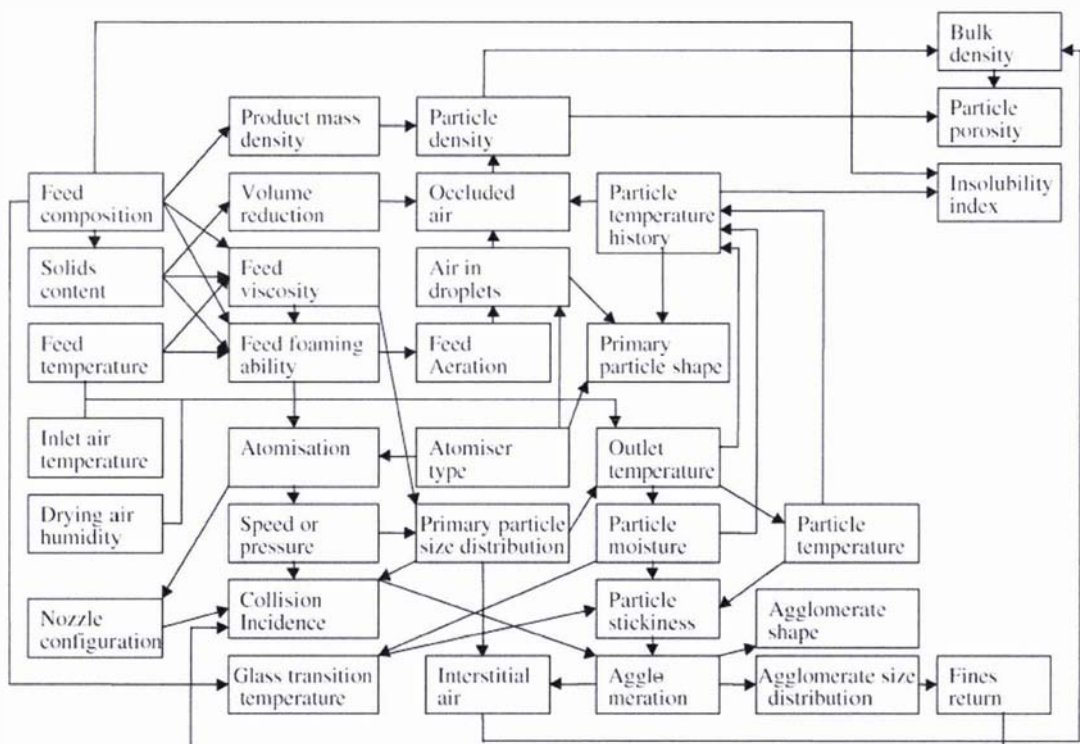 Bulk
density
Product mass
density
Particle
density
Particle
porosity
Feed
composition
Volume
reduction
Occluded
air
Particle
temperature
history
Insolubility
index
Solids
content
Feed
viscosity
Air in
droplets
Feed
temperature
Feed foaming
ability
Feed
Aeration
Primary
particle shape
Inlet air
temperature
Atomisation
Atomiser
type
Outlet
temperature
Drying air
humidity
Speed or
pressure
Primary particle
size distribution
Particle
moisture
Particle
temperature
Nozzle
configuration
Collision
Incidence
Particle
stickiness
Agglomerate
shape
Glass transition
temperature
Interstitial
air
Agglo
meration
Agglomerate size
distribution
Fines
return